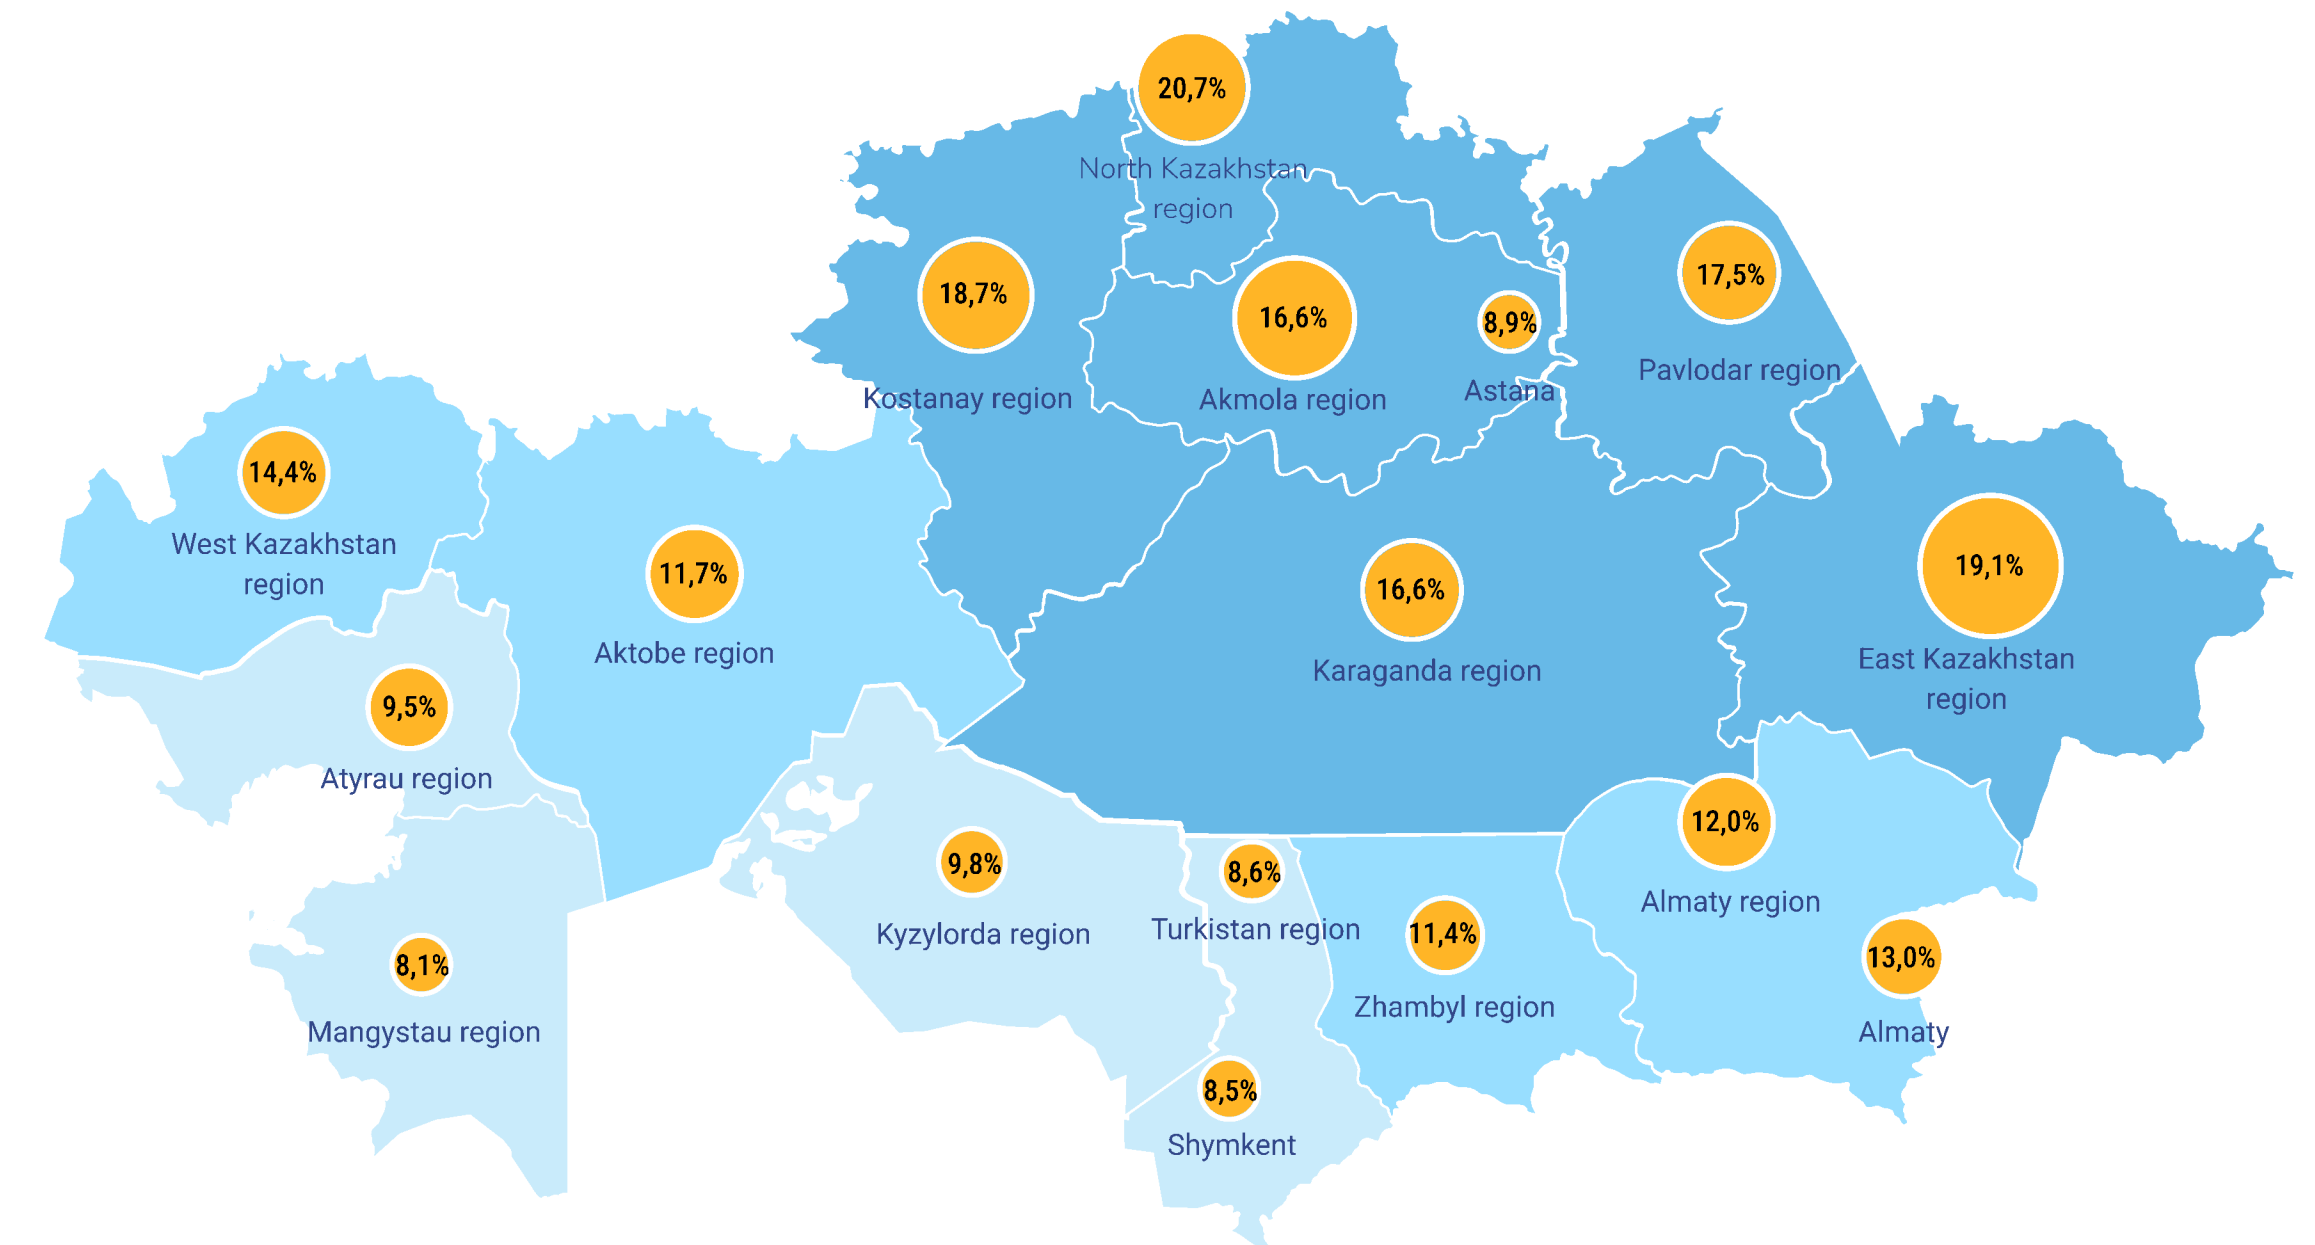 20,7%
North Kazakhstan
region
18,7%
Kostanay region
16,6%
Akmola region
8,9%
Astana
17,5%
Pavlodar region
14,4%
West Kazakhstan
region
11,7%
Aktobe region
16,6%
Karaganda region
19,1%
East Kazakhstan
region
9,5%
Atyrau region
9,8%
Kyzylorda region
8,6%
Turkistan region
11,4%
Zhambyl region
12,0%
Almaty region
13,0%
Almaty
8,1%
Mangystau region
8,5%
Shymkent